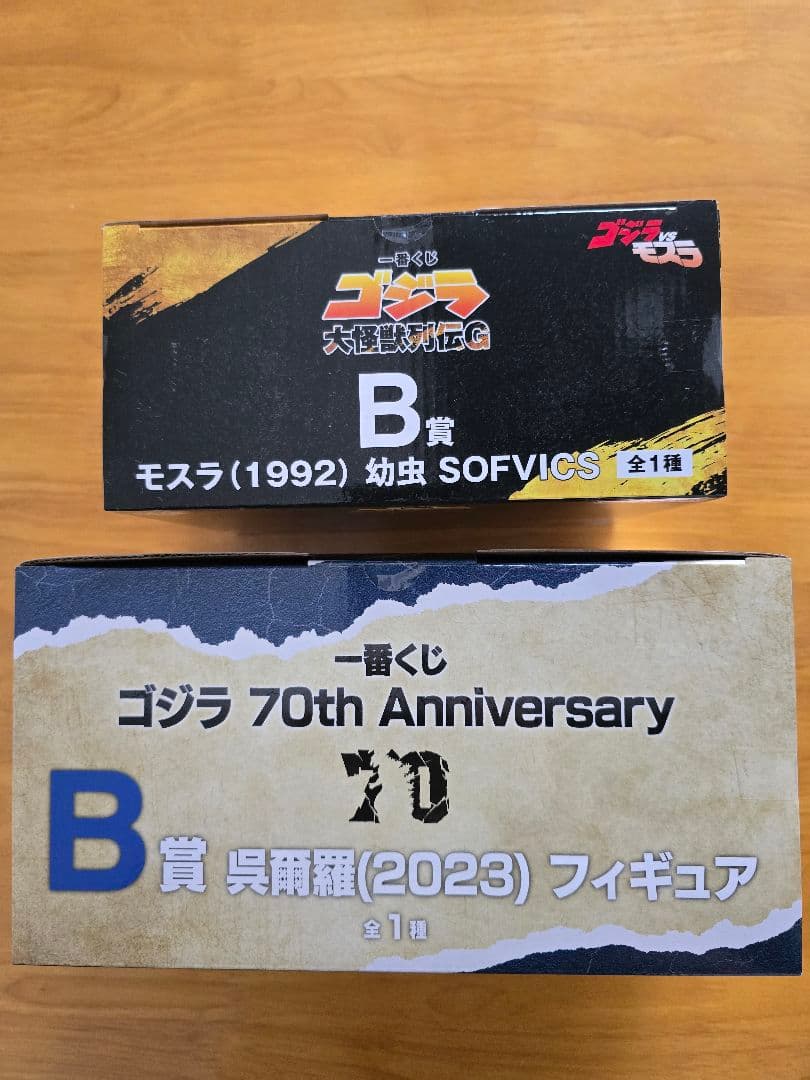 ゴジラVSモスラ
一番くじ
ゴジラ
大怪獣列伝G
B賞
モスラ(1992) 幼虫 SOFVICS 全1種
一番くじ
ゴジラ 70th Anniversary
70
B賞 呉爾羅(2023) フィギュア
全1種